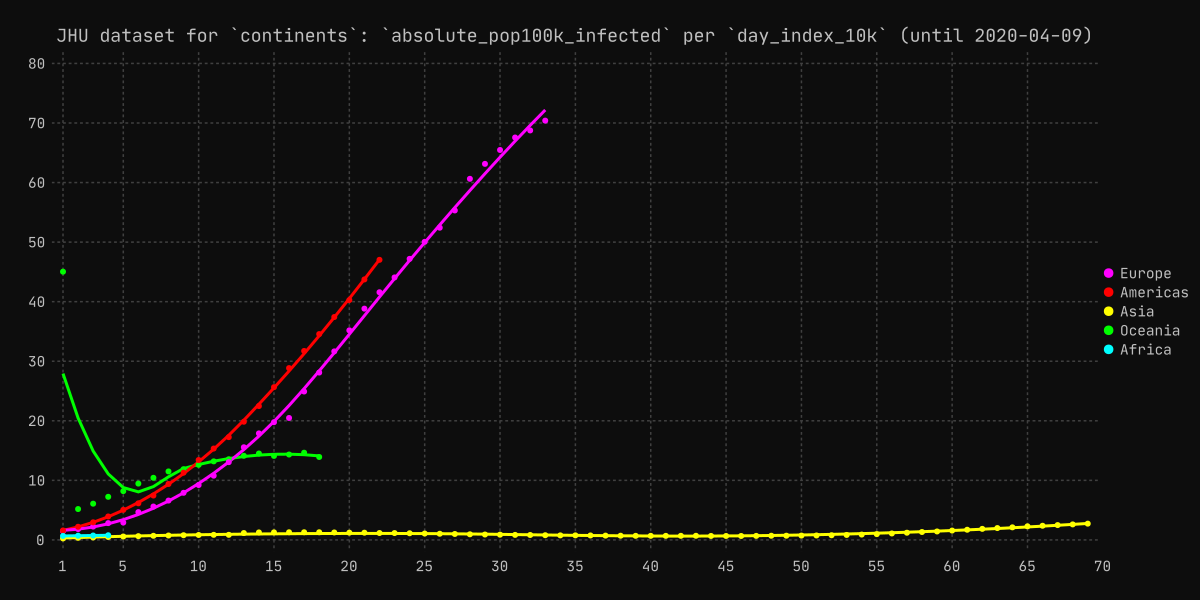 JHU dataset for `continents`: `absolute_pop100k_infected` per `day_index_10k` (until 2020-04-09)
80
70
60
50
40
30
20
10
0
1 5 10 15 20 25 30 35 40 45 50 55 60 65 70
Europe
Americas
Asia
Oceania
Africa